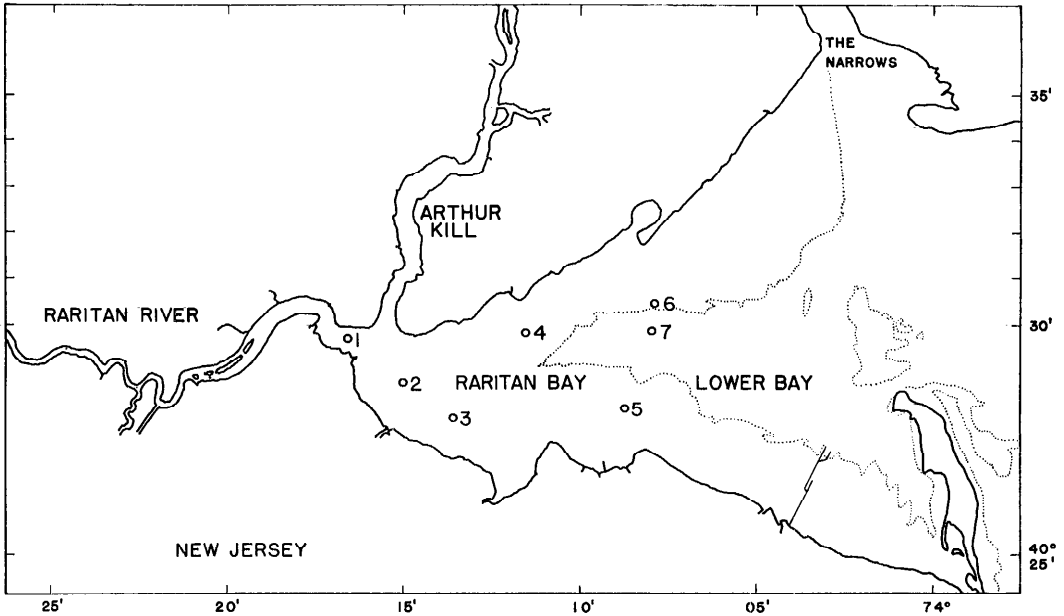 THE
NARROWS
35'
ARTHUR
KILL
RARITAN RIVER
6
30'
1
4
7
2
RARITAN BAY
LOWER BAY
3
5
NEW JERSEY
40°
25'
25'
20'
15'
10'
05'
74°